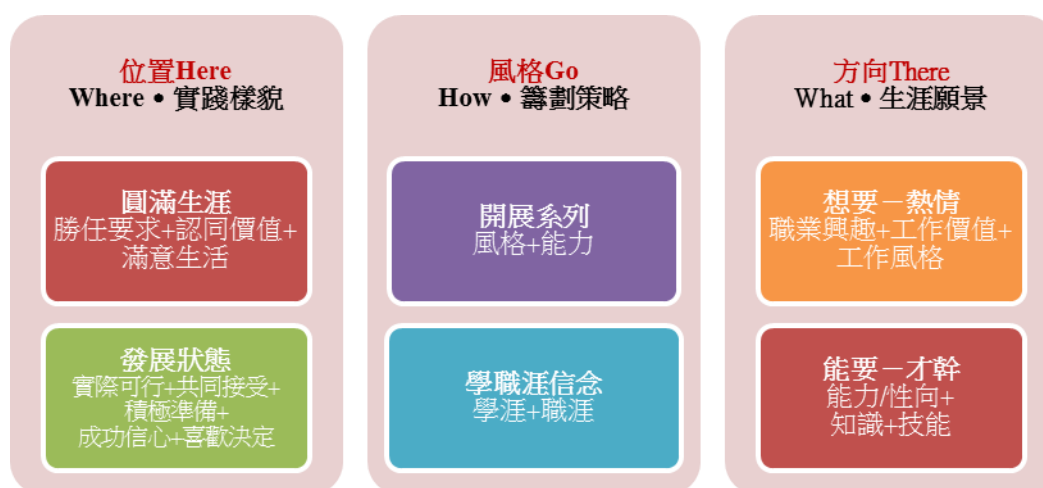 位置Here
Where • 實踐樣貌
圓滿生涯
勝任要求+認同價值+
滿意生活
發展狀態
實際可行+共同接受+
積極準備+
成功信心+喜歡決定
風格Go
How • 籌劃策略
開展系列
風格+能力
學職涯信念
學涯+職涯
方向There
What • 生涯願景
想要－熱情
職業興趣+工作價值+
工作風格
能要－才幹
能力/性向+
知識+技能